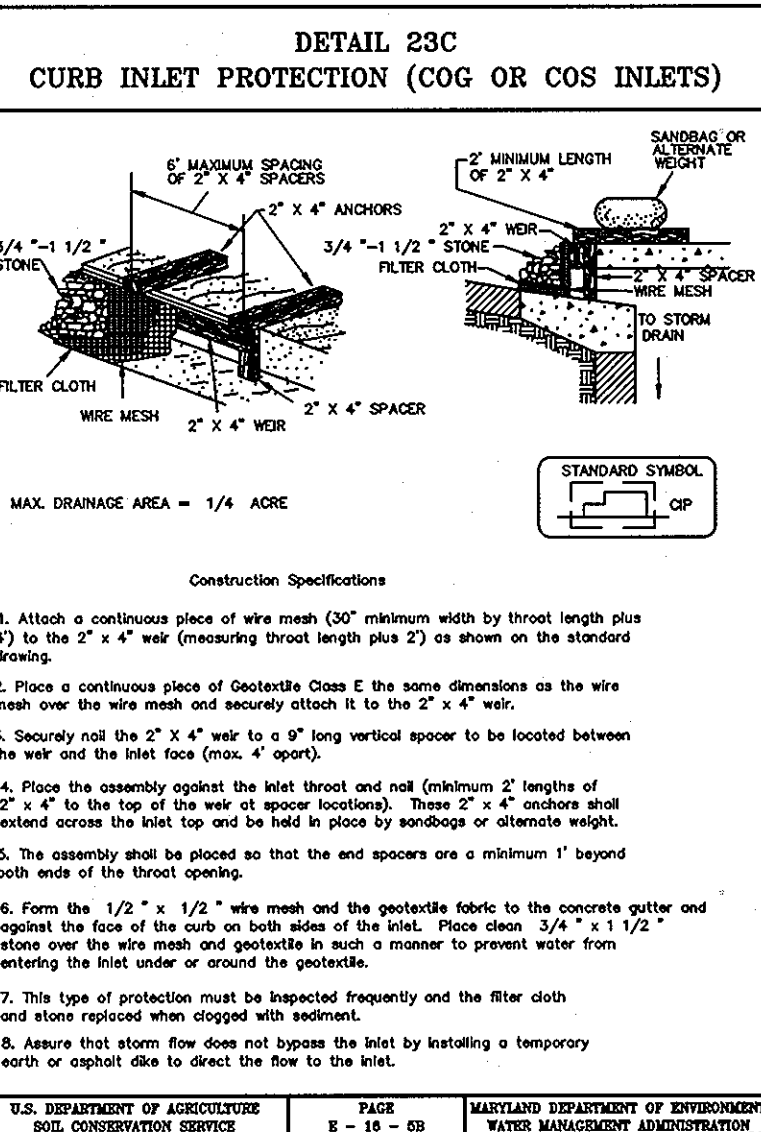 DETAIL 23C
CURB INLET PROTECTION (COG OR COS INLETS)
6' MAXIMUM SPACING
OF 2" X 4" SPACERS
2" X 4" ANCHORS
3/4 "-1 1/2 "
STONE
FILTER CLOTH
WIRE MESH
2" X 4" WEIR
2" X 4" SPACER
SANDBAG OR
ALTERNATE
WEIGHT
2' MINIMUM LENGTH
OF 2" X 4"
2" X 4" WEIR
3/4 "-1 1/2 " STONE
FILTER CLOTH
2" X 4" SPACER
WIRE MESH
TO STORM
DRAIN
MAX. DRAINAGE AREA = 1/4 ACRE
STANDARD SYMBOL
CIP
Construction Specifications
1. Attach a continuous piece of wire mesh (30" minimum width by throat length plus
4') to the 2" x 4" weir (measuring throat length plus 2') as shown on the standard
drawing.
2. Place a continuous piece of Geotextile Class E the same dimensions as the wire
mesh over the wire mesh and securely attach it to the 2" x 4" weir.
3. Securely nail the 2" X 4" weir to a 9" long vertical spacer to be located between
the weir and the inlet face (max. 4' apart).
4. Place the assembly against the inlet throat and nail (minimum 2' lengths of
2" x 4" to the top of the weir at spacer locations). These 2" x 4" anchors shall
extend across the inlet top and be held in place by sandbags or alternate weight.
5. The assembly shall be placed so that the end spacers are a minimum 1' beyond
both ends of the throat opening.
6. Form the 1/2 " x 1/2 " wire mesh and the geotextile fabric to the concrete gutter and
against the face of the curb on both sides of the inlet. Place clean 3/4 " x 1 1/2 "
stone over the wire mesh and geotextile in such a manner to prevent water from
entering the inlet under or around the geotextile.
7. This type of protection must be inspected frequently and the filter cloth
and stone replaced when clogged with sediment.
8. Assure that storm flow does not bypass the inlet by installing a temporary
earth or asphalt dike to direct the flow to the inlet.
U.S. DEPARTMENT OF AGRICULTURE
SOIL CONSERVATION SERVICE
PAGE
E - 16 - 5B
MARYLAND DEPARTMENT OF ENVIRONMENT
WATER MANAGEMENT ADMINISTRATION